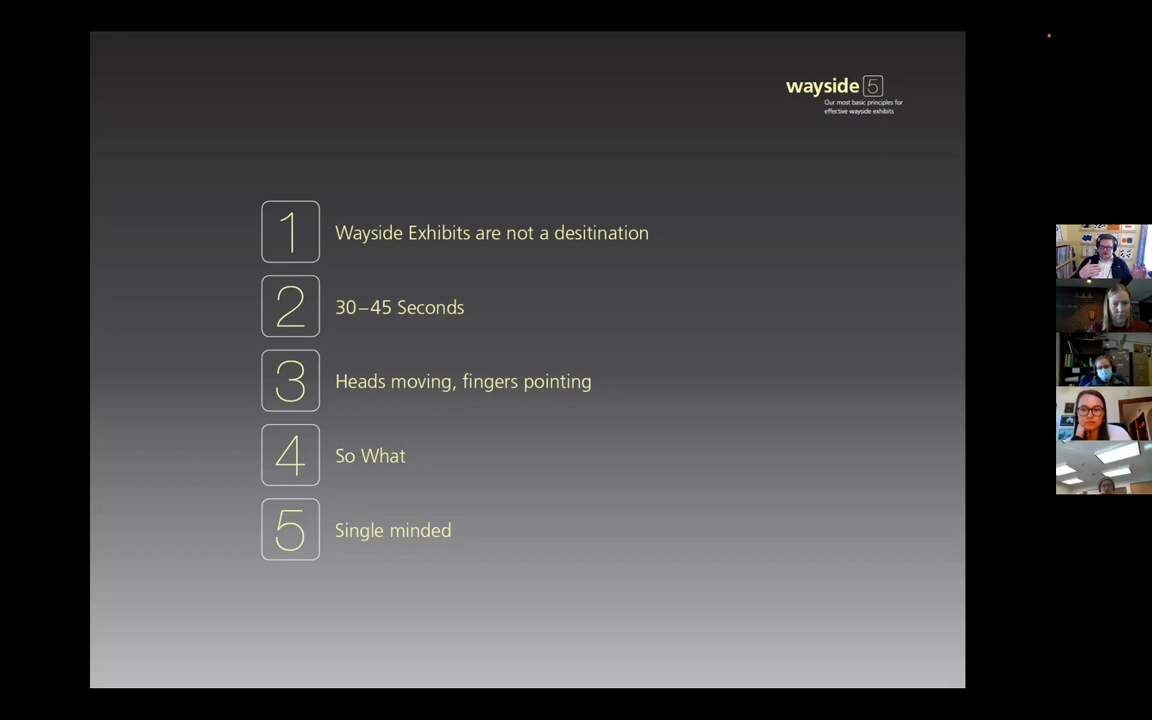 wayside 5
Our most basic principles for
effective wayside exhibits
1 Wayside Exhibits are not a desitination
2 30–45 Seconds
3 Heads moving, fingers pointing
4 So What
5 Single minded